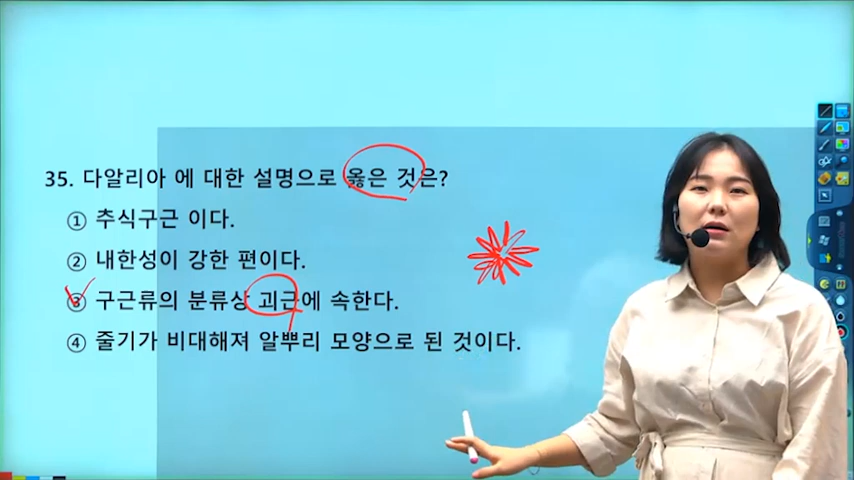 35. 다알리아 에 대한 설명으로 옳은 것은?
① 추식구근 이다.
② 내한성이 강한 편이다.
③ 구근류의 분류상 괴근에 속한다.
④ 줄기가 비대해져 알뿌리 모양으로 된 것이다.